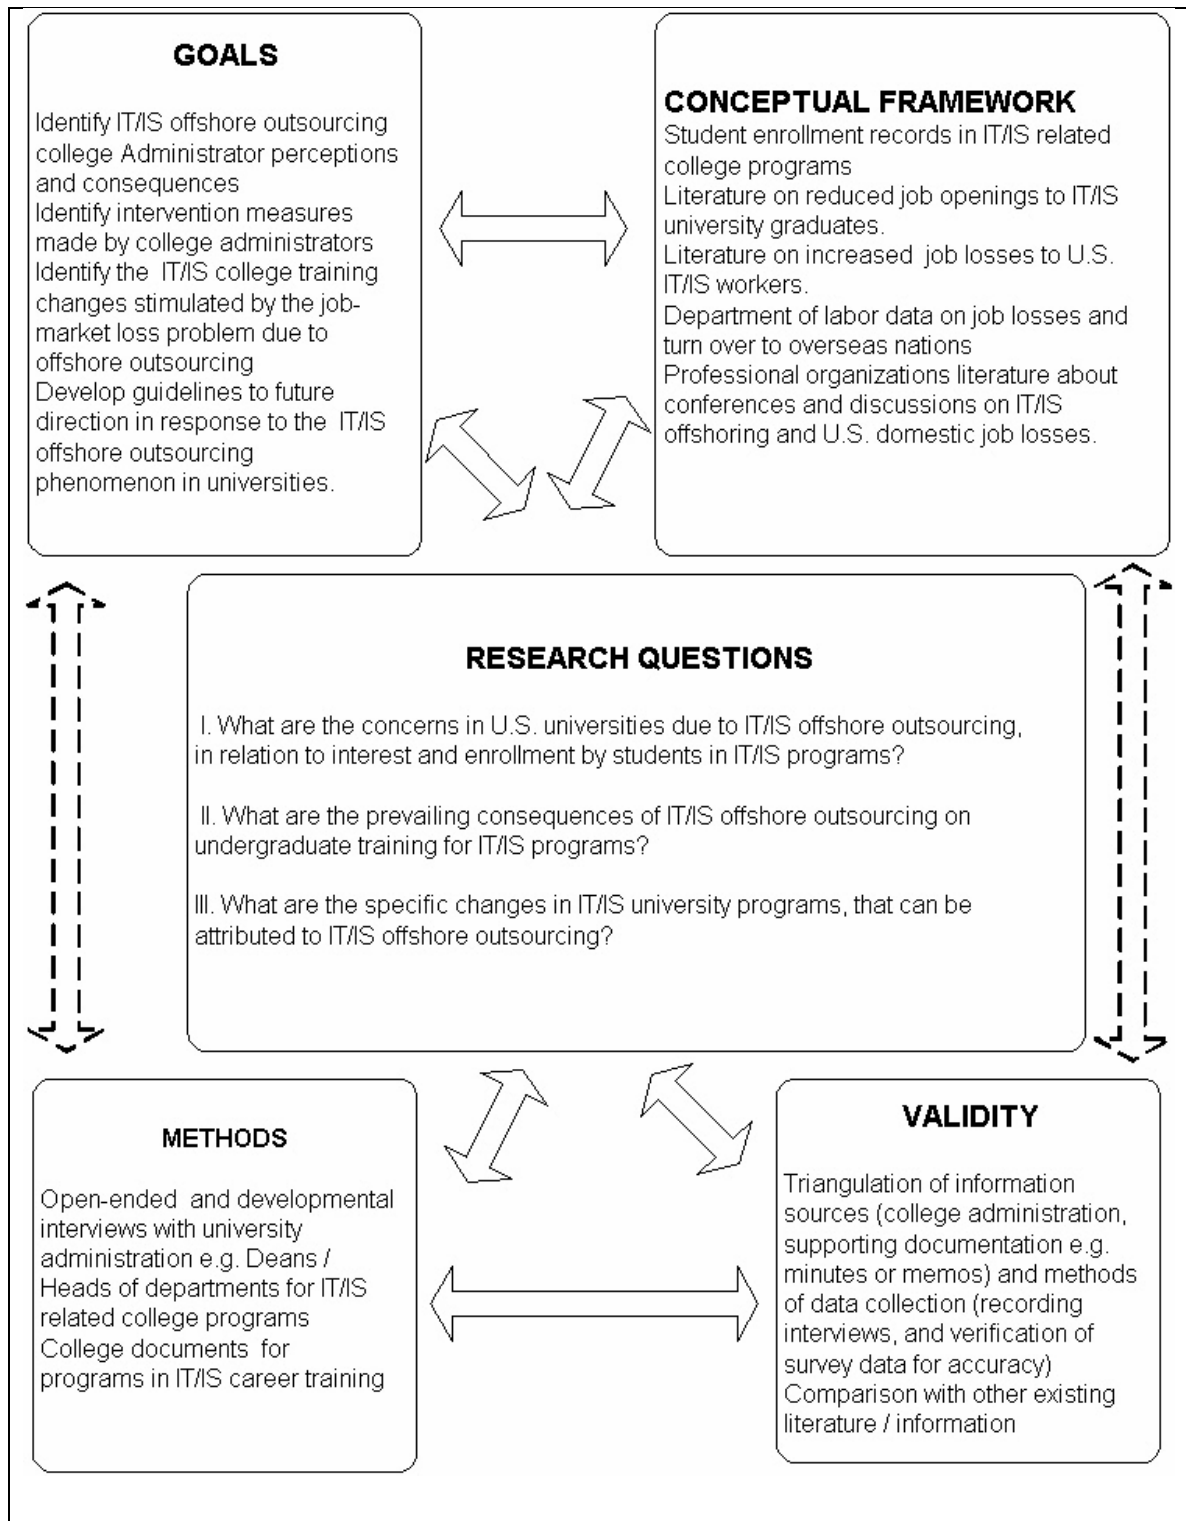 GOALS
Identify IT/IS offshore outsourcing
college Administrator perceptions
and consequences
Identify intervention measures
made by college administrators
Identify the IT/IS college training
changes stimulated by the job-
market loss problem due to
offshore outsourcing
Develop guidelines to future
direction in response to the IT/IS
offshore outsourcing
phenomenon in universities.
CONCEPTUAL FRAMEWORK
Student enrollment records in IT/IS related
college programs
Literature on reduced job openings to IT/IS
university graduates.
Literature on increased job losses to U.S.
IT/IS workers.
Department of labor data on job losses and
turn over to overseas nations
Professional organizations literature about
conferences and discussions on IT/IS
offshoring and U.S. domestic job losses.
RESEARCH QUESTIONS
I. What are the concerns in U.S. universities due to IT/IS offshore outsourcing,
in relation to interest and enrollment by students in IT/IS programs?
II. What are the prevailing consequences of IT/IS offshore outsourcing on
undergraduate training for IT/IS programs?
III. What are the specific changes in IT/IS university programs, that can be
attributed to IT/IS offshore outsourcing?
METHODS
Open-ended and developmental
interviews with university
administration e.g. Deans /
Heads of departments for IT/IS
related college programs
College documents for
programs in IT/IS career training
VALIDITY
Triangulation of information
sources (college administration,
supporting documentation e.g.
minutes or memos) and methods
of data collection (recording
interviews, and verification of
survey data for accuracy)
Comparison with other existing
literature / information